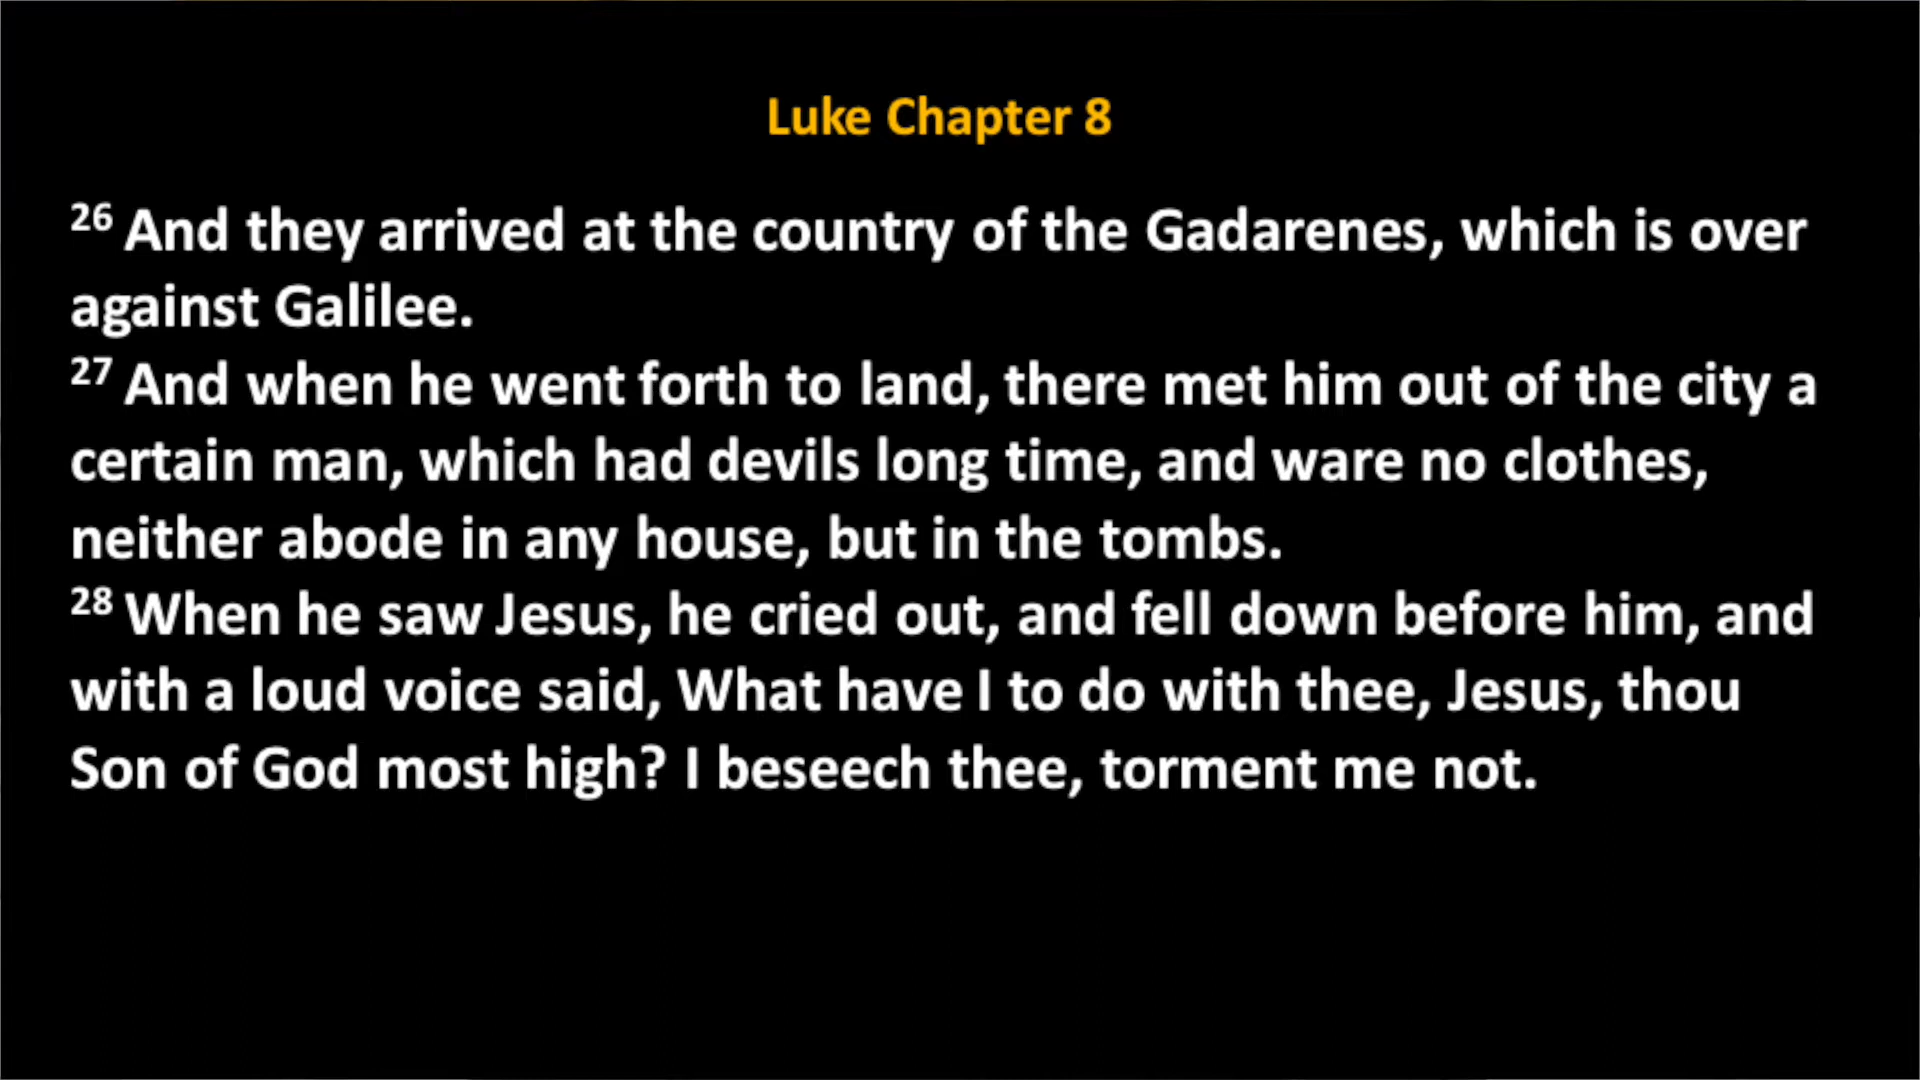 Luke Chapter 8
26 And they arrived at the country of the Gadarenes, which is over
against Galilee.
27 And when he went forth to land, there met him out of the city a
certain man, which had devils long time, and ware no clothes,
neither abode in any house, but in the tombs.
28 When he saw Jesus, he cried out, and fell down before him, and
with a loud voice said, What have I to do with thee, Jesus, thou
Son of God most high? I beseech thee, torment me not.